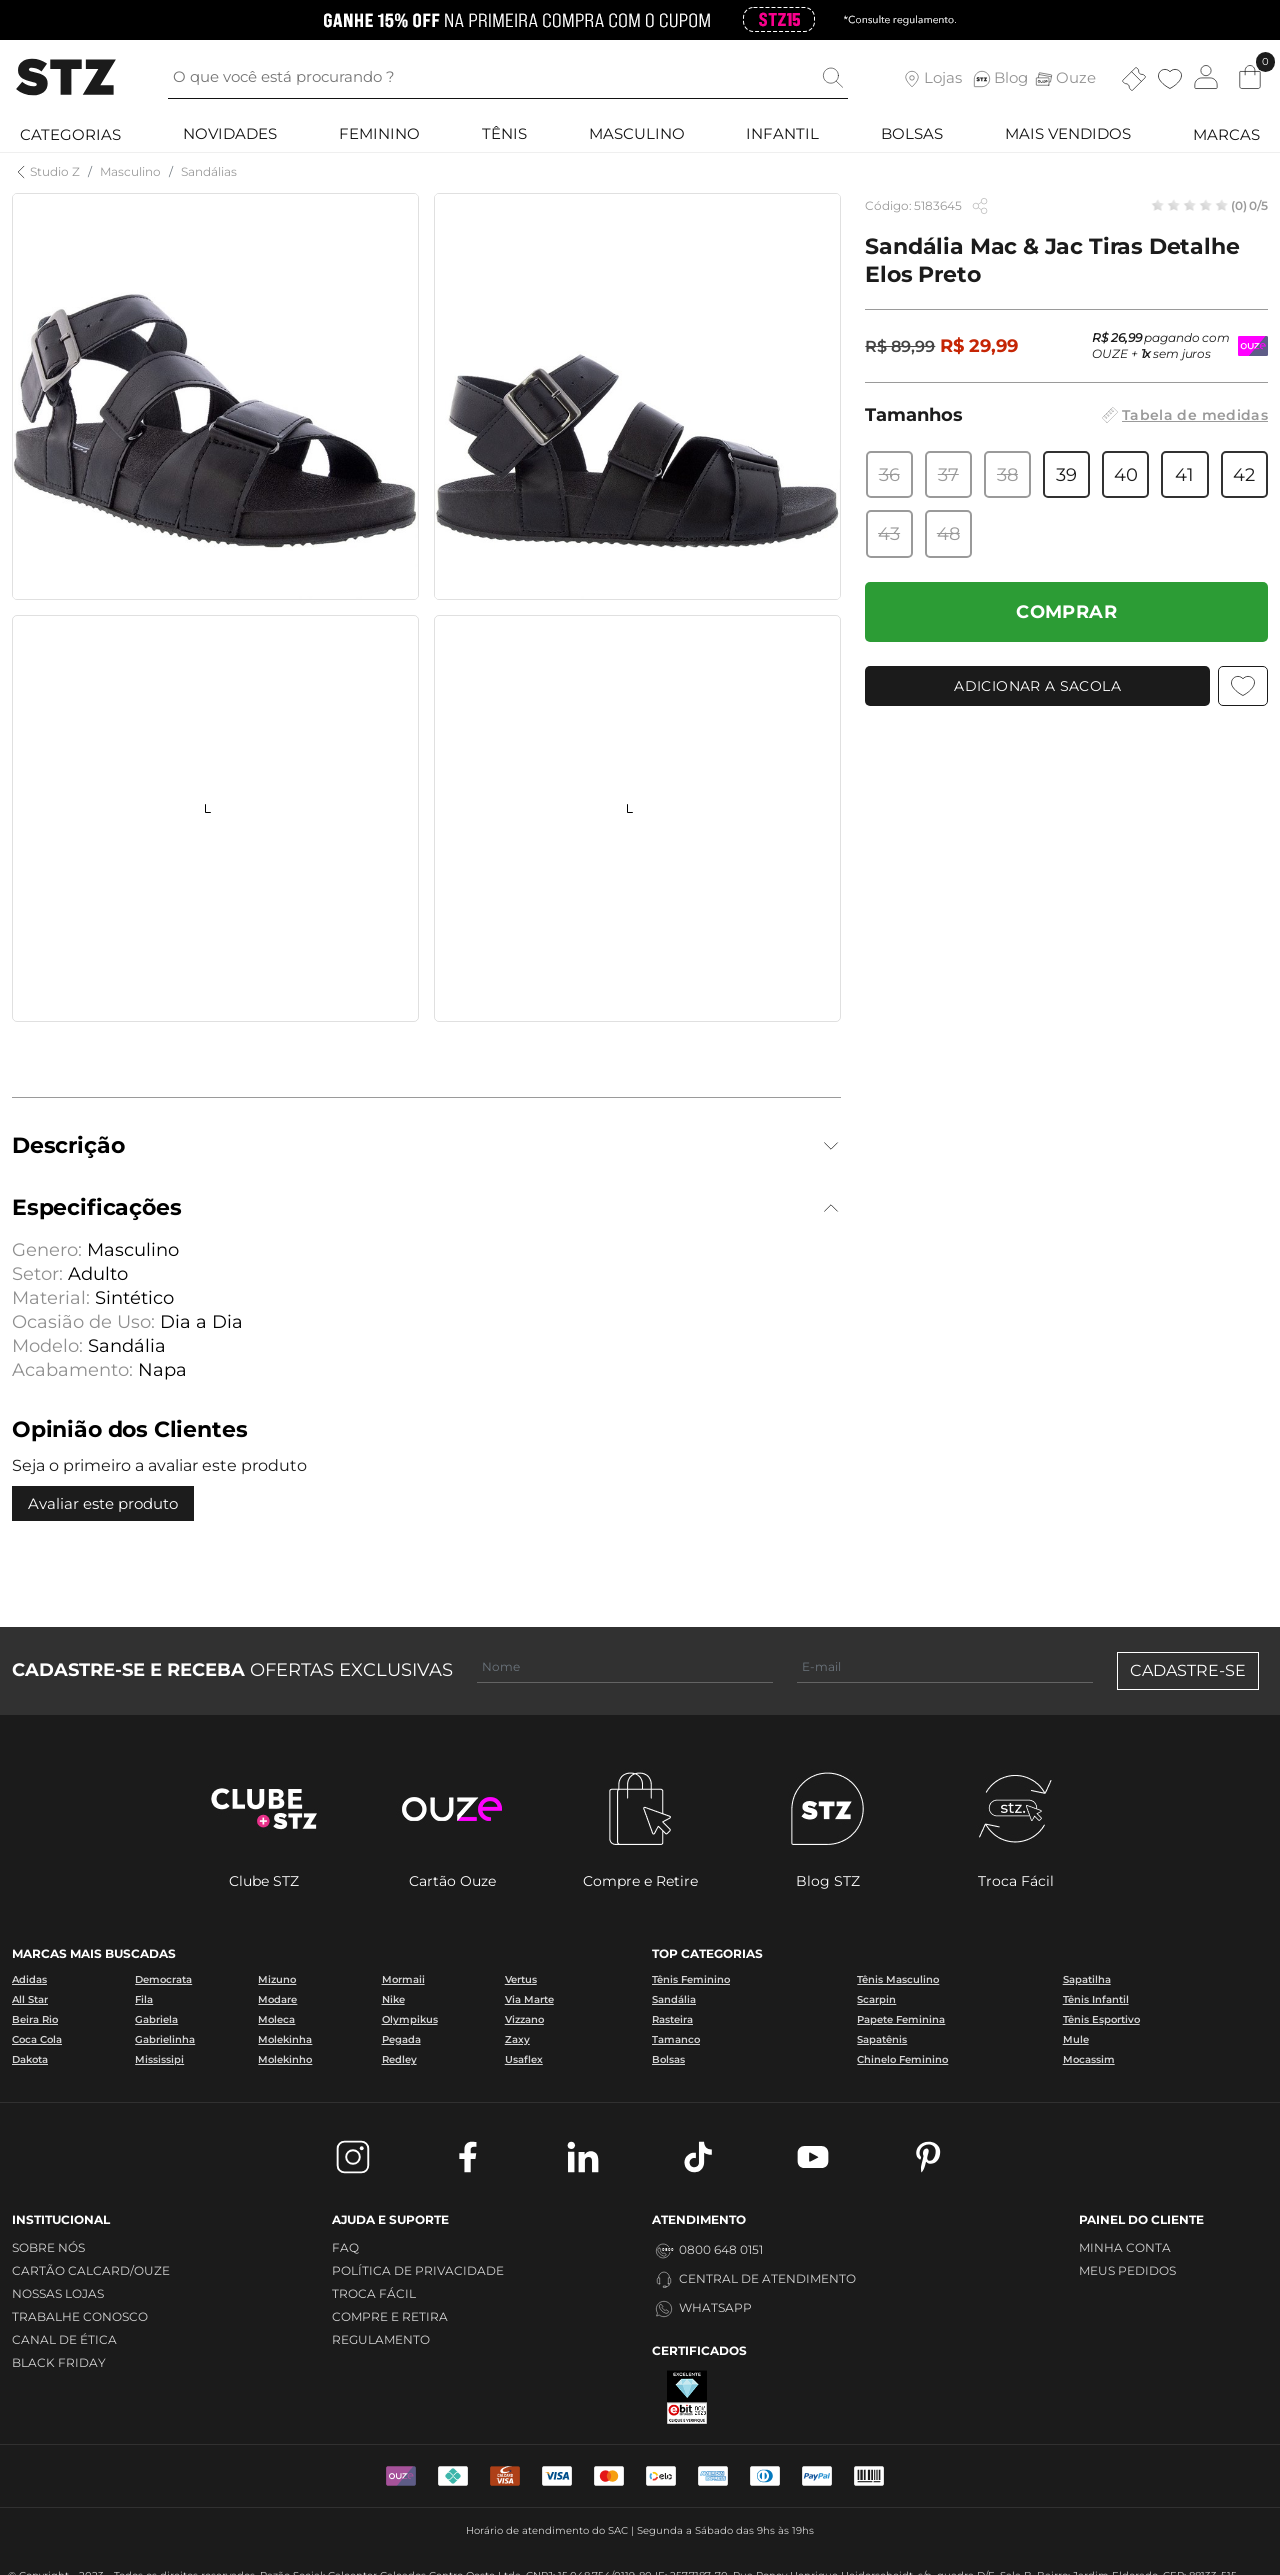 GANHE 15% OFF NA PRIMEIRA COMPRA COM O CUPOM STZ15 *Consulte regulamento.
STZ
O que você está procurando ?
Lojas
STZ Blog
Ouze
0
CATEGORIAS NOVIDADES FEMININO TÊNIS MASCULINO INFANTIL BOLSAS MAIS VENDIDOS MARCAS
Studio Z / Masculino / Sandálias
Código: 5183645
(0) 0/5
Sandália Mac & Jac Tiras Detalhe
Elos Preto
R$ 89,99 R$ 29,99
R$ 26,99 pagando com
OUZE + 1x sem juros
Tamanhos
Tabela de medidas
36 37 38 39 40 41 42
43 48
COMPRAR
ADICIONAR A SACOLA
L
L
Descrição
Especificações
Genero: Masculino
Setor: Adulto
Material: Sintético
Ocasião de Uso: Dia a Dia
Modelo: Sandália
Acabamento: Napa
Opinião dos Clientes
Seja o primeiro a avaliar este produto
Avaliar este produto
CADASTRE-SE E RECEBA OFERTAS EXCLUSIVAS
Nome
E-mail
CADASTRE-SE
CLUBE
+STZ
ouze
STZ
stz.
Clube STZ
Cartão Ouze
Compre e Retire
Blog STZ
Troca Fácil
MARCAS MAIS BUSCADAS
Adidas Democrata Mizuno Mormaii Vertus
All Star Fila Modare Nike Via Marte
Beira Rio Gabriela Moleca Olympikus Vizzano
Coca Cola Gabrielinha Molekinha Pegada Zaxy
Dakota Mississipi Molekinho Redley Usaflex
TOP CATEGORIAS
Tênis Feminino Tênis Masculino Sapatilha
Sandália Scarpin Tênis Infantil
Rasteira Papete Feminina Tênis Esportivo
Tamanco Sapatênis Mule
Bolsas Chinelo Feminino Mocassim
INSTITUCIONAL
SOBRE NÓS
CARTÃO CALCARD/OUZE
NOSSAS LOJAS
TRABALHE CONOSCO
CANAL DE ÉTICA
BLACK FRIDAY
AJUDA E SUPORTE
FAQ
POLÍTICA DE PRIVACIDADE
TROCA FÁCIL
COMPRE E RETIRA
REGULAMENTO
ATENDIMENTO
0800 648 0151
CENTRAL DE ATENDIMENTO
WHATSAPP
CERTIFICADOS
EXCELENTE
ebit
CLIQUE E VERIFIQUE
PAINEL DO CLIENTE
MINHA CONTA
MEUS PEDIDOS
VISA
elo
PayPal
Horário de atendimento do SAC | Segunda a Sábado das 9hs às 19hs